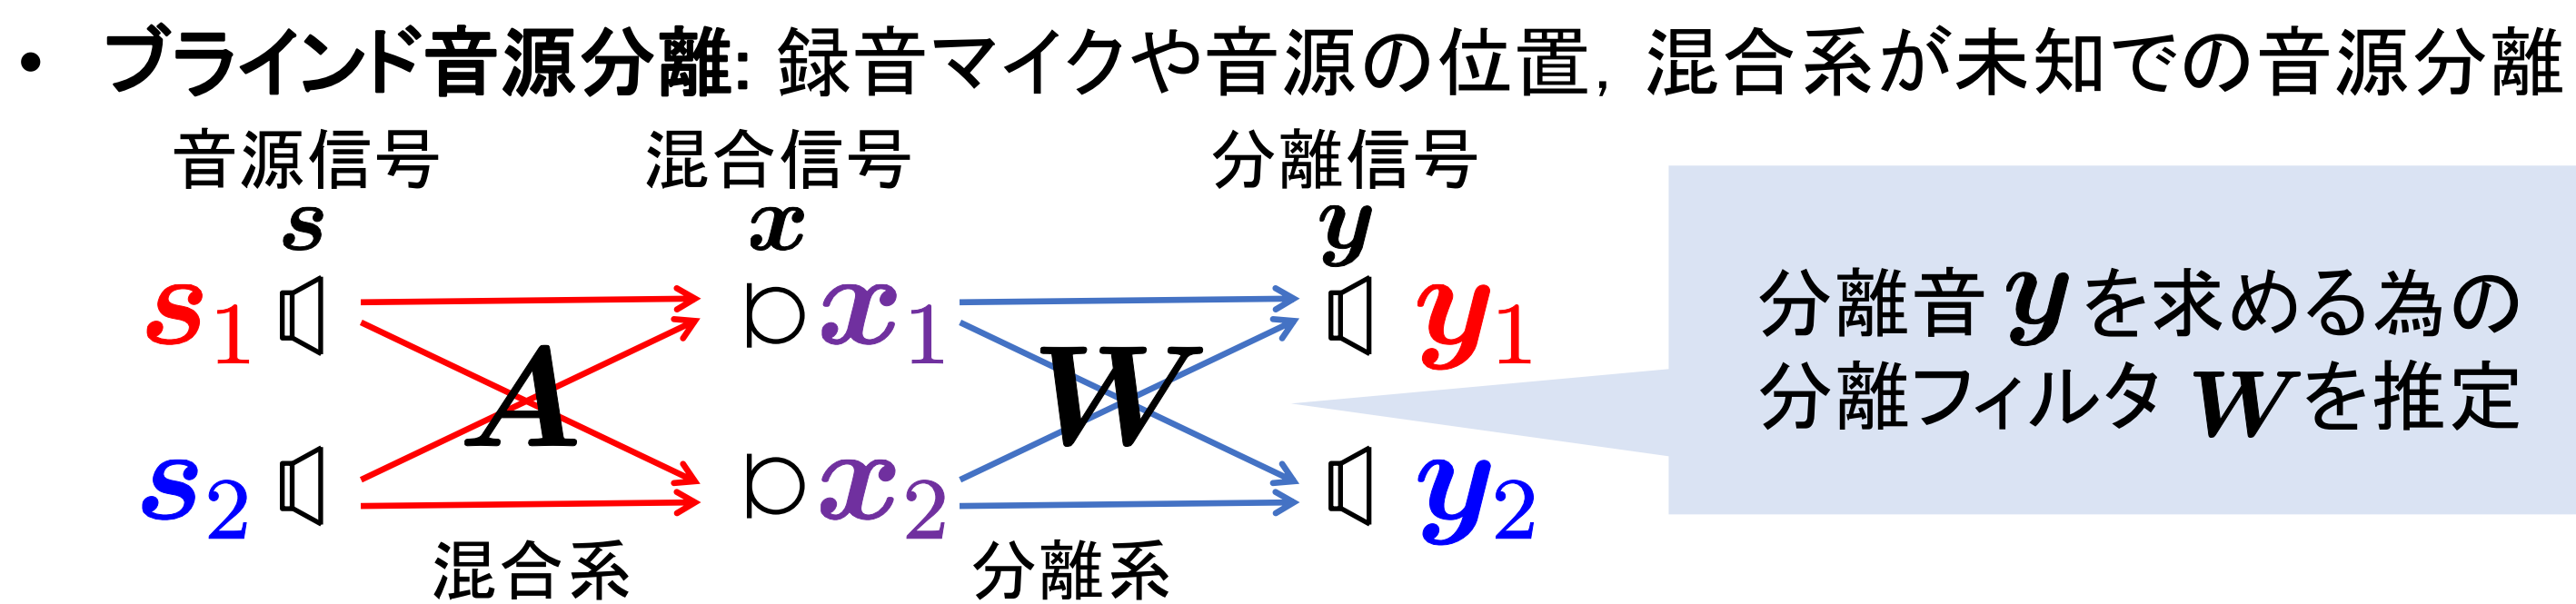 • ブラインド音源分離: 録音マイクや音源の位置, 混合系が未知での音源分離
音源信号 混合信号 分離信号
s x y
s1 x1 y1
A W
s2 x2 y2
混合系 分離系
分離音 y を求める為の
分離フィルタ W を推定